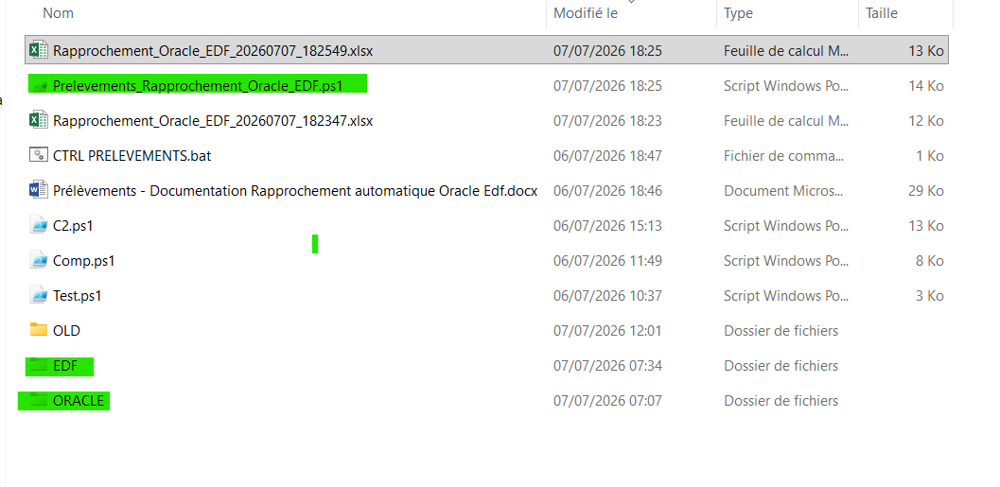 Nom Modifié le Type Taille
Rapprochement_Oracle_EDF_20260707_182549.xlsx 07/07/2026 18:25 Feuille de calcul M... 13 Ko
Prelevements_Rapprochement_Oracle_EDF.ps1 07/07/2026 18:25 Script Windows Po... 14 Ko
Rapprochement_Oracle_EDF_20260707_182347.xlsx 07/07/2026 18:23 Feuille de calcul M... 12 Ko
CTRL PRELEVEMENTS.bat 06/07/2026 18:47 Fichier de comma... 1 Ko
Prélèvements - Documentation Rapprochement automatique Oracle Edf.docx 06/07/2026 18:46 Document Micros... 29 Ko
C2.ps1 06/07/2026 15:13 Script Windows Po... 13 Ko
Comp.ps1 06/07/2026 11:49 Script Windows Po... 8 Ko
Test.ps1 06/07/2026 10:37 Script Windows Po... 3 Ko
OLD 07/07/2026 12:01 Dossier de fichiers
EDF 07/07/2026 07:34 Dossier de fichiers
ORACLE 07/07/2026 07:07 Dossier de fichiers